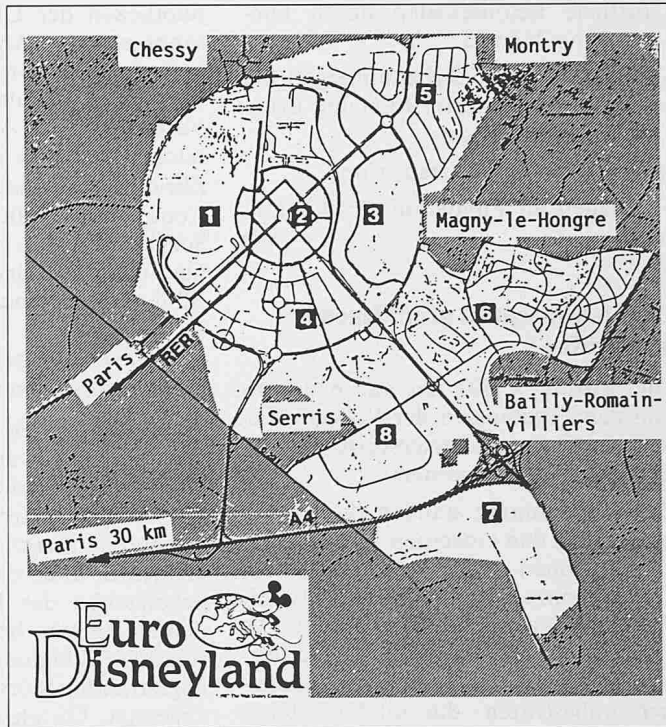 Chessy
Montry
5
1
2
3
Magny-le-Hongre
4
6
RER
Paris
Serris
Bailly-Romain-
villiers
8
7
A4
Paris 30 km
Euro
Disneyland